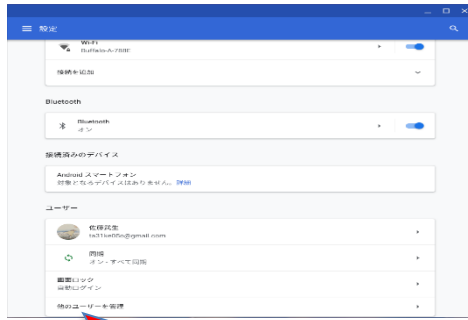 設定
Wi-Fi
Buffalo-A-788E
接続を追加
Bluetooth
Bluetooth
オン
接続済みのデバイス
Android スマートフォン
対象となるデバイスはありません。詳細
ユーザー
佐藤武生
同期
オン - すべて同期
画面ロック
自動ログイン
他のユーザーを管理